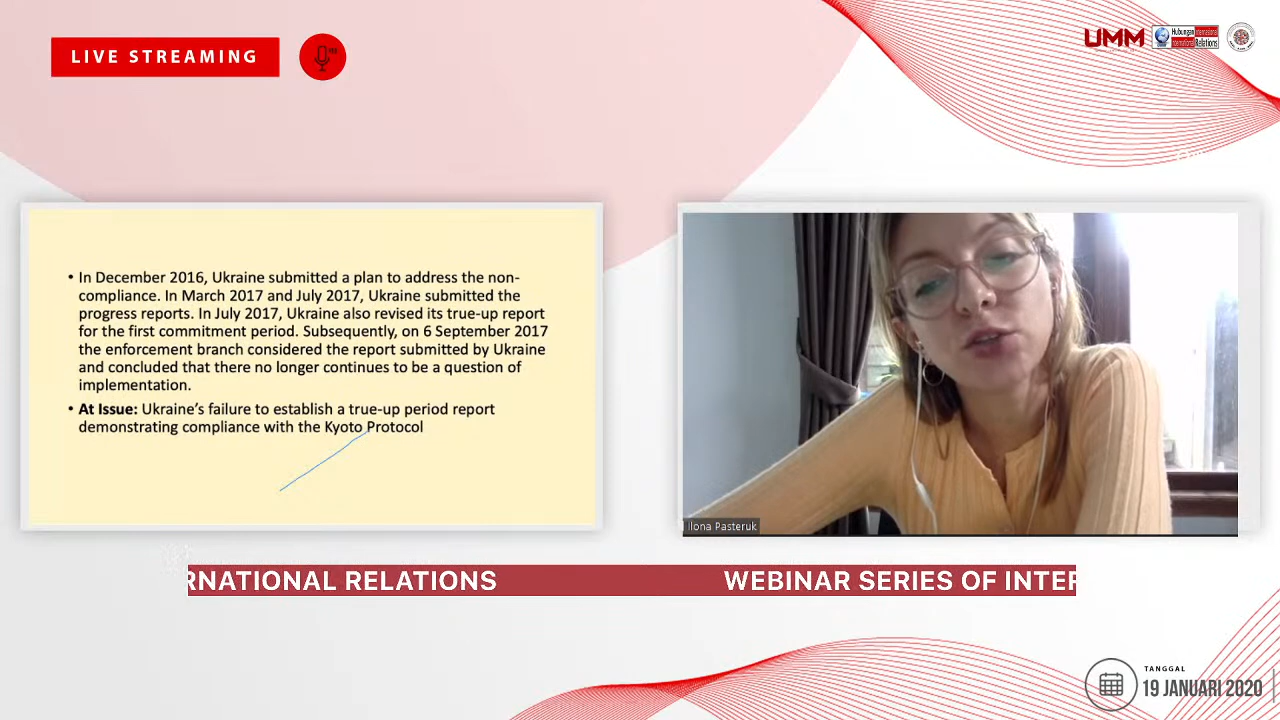 LIVE STREAMING
UMM
Hubungan Internasional
International Relations
• In December 2016, Ukraine submitted a plan to address the non-
compliance. In March 2017 and July 2017, Ukraine submitted the
progress reports. In July 2017, Ukraine also revised its true-up report
for the first commitment period. Subsequently, on 6 September 2017
the enforcement branch considered the report submitted by Ukraine
and concluded that there no longer continues to be a question of
implementation.
• At Issue: Ukraine's failure to establish a true-up period report
demonstrating compliance with the Kyoto Protocol
Ilona Pasteruk
RNATIONAL RELATIONS WEBINAR SERIES OF INTER
TANGGAL
19 JANUARI 2020